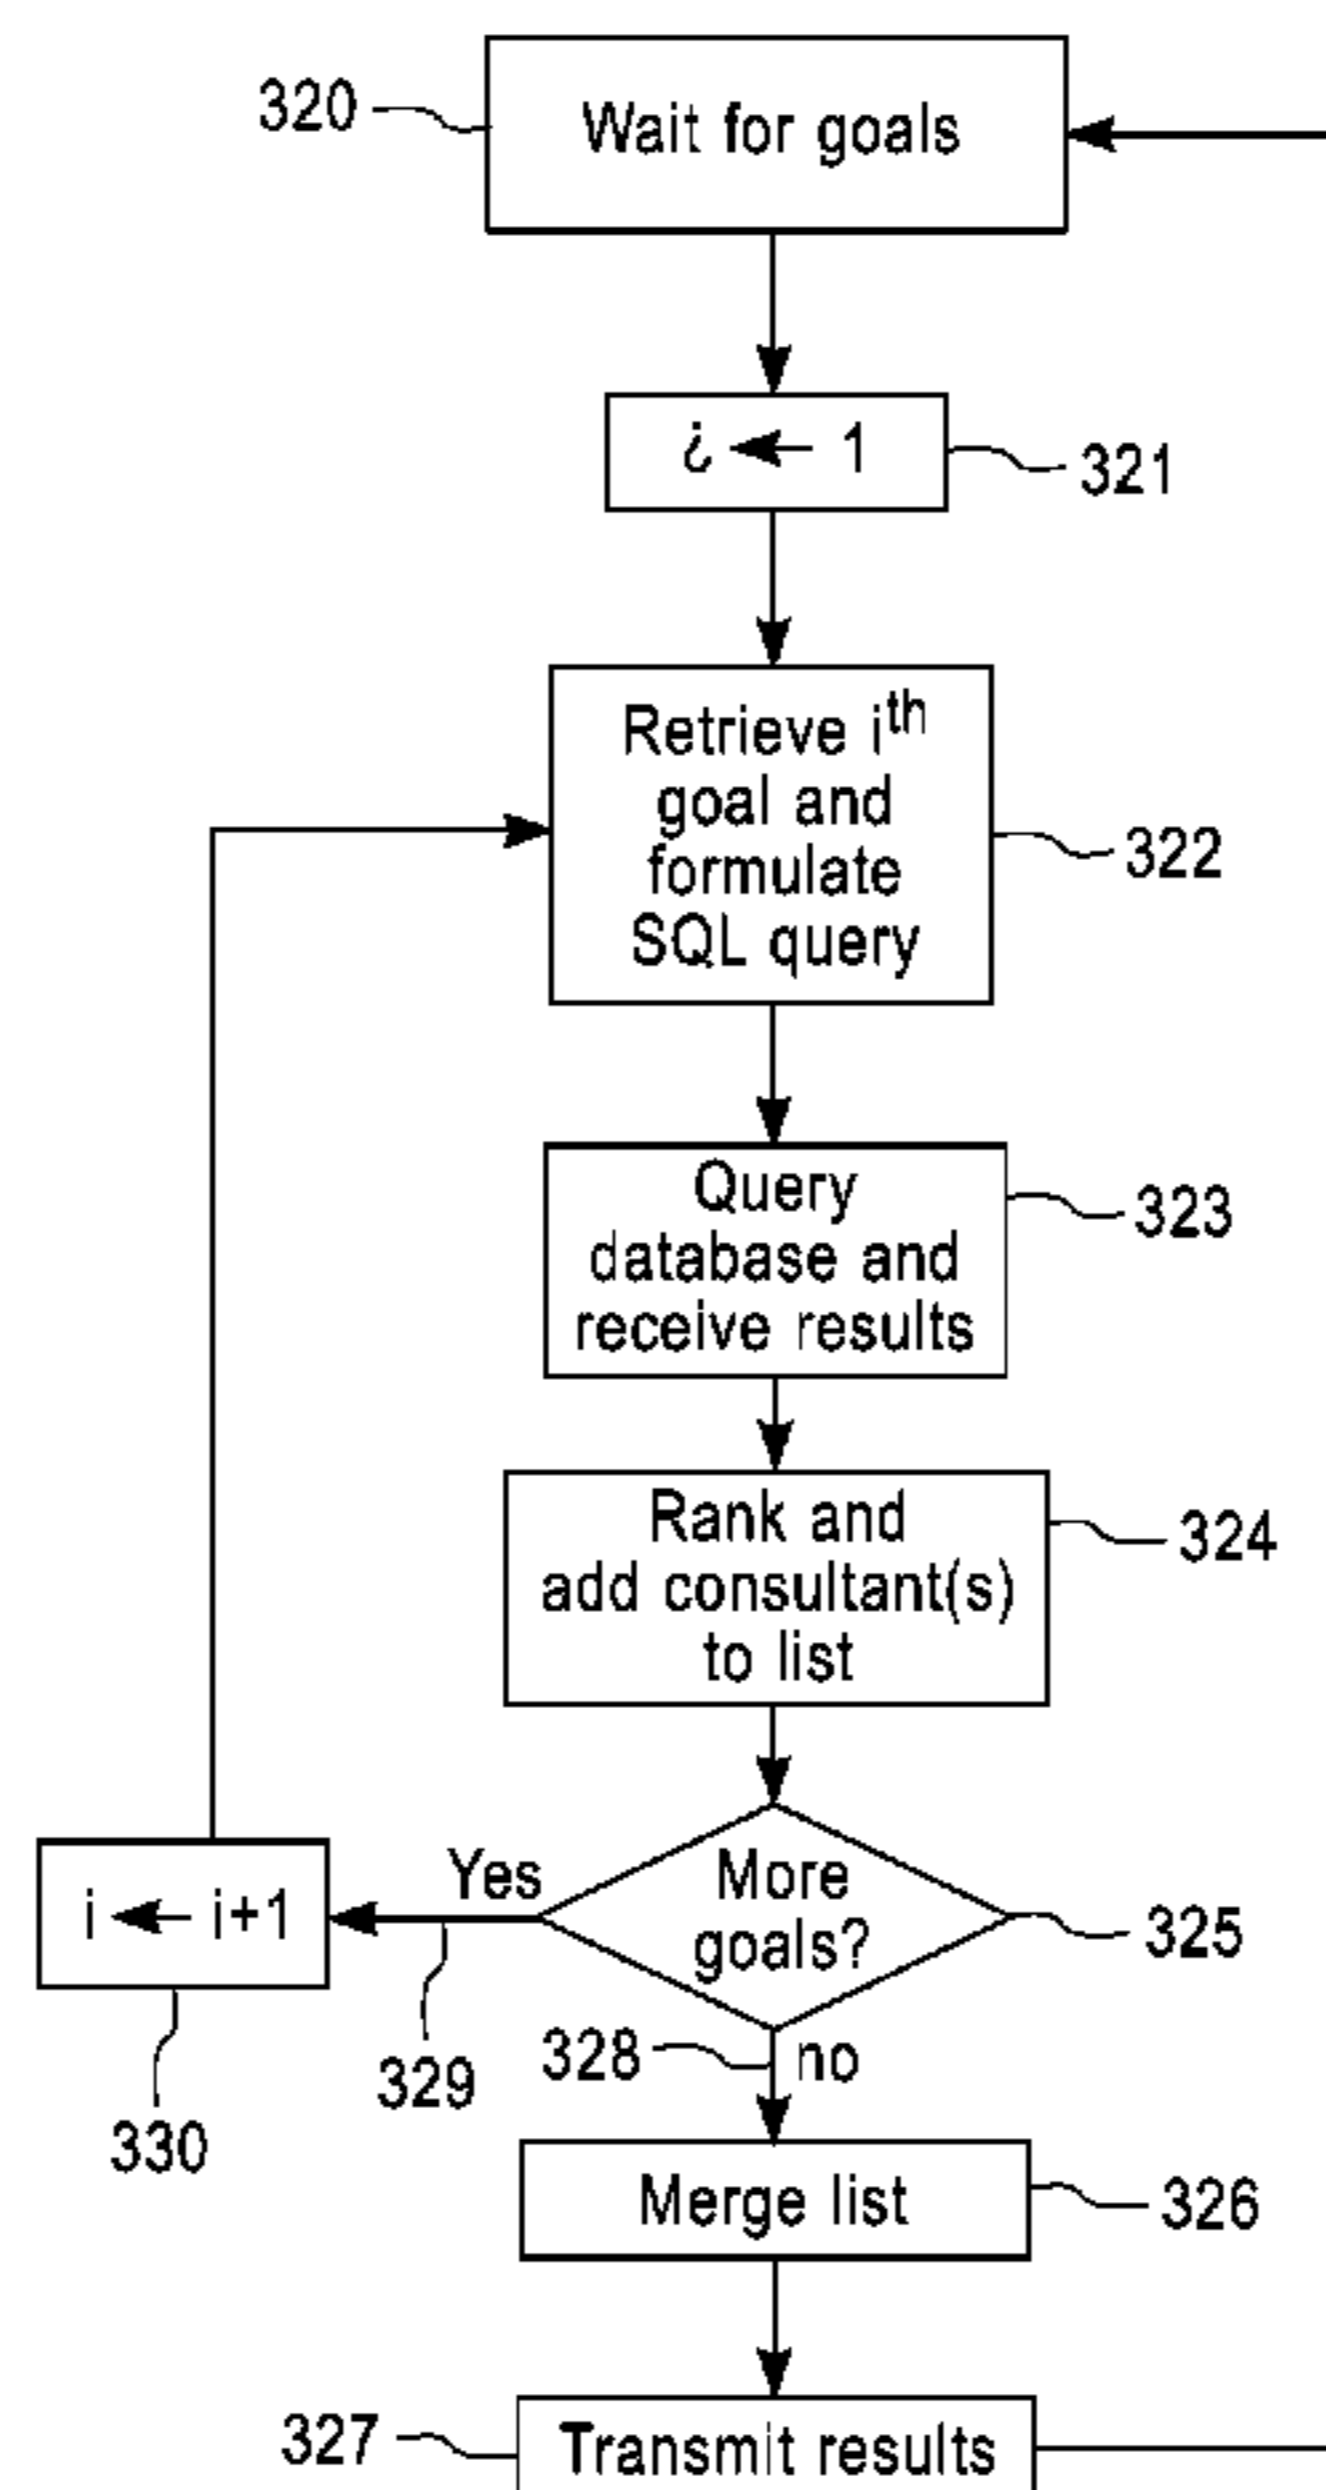 320
Wait for goals
¿ ← 1
321
Retrieve ith
goal and
formulate
SQL query
322
Query
database and
receive results
323
Rank and
add consultant(s)
to list
324
Yes
More
goals?
i ← i+1
325
328
no
329
330
Merge list
326
327
Transmit results